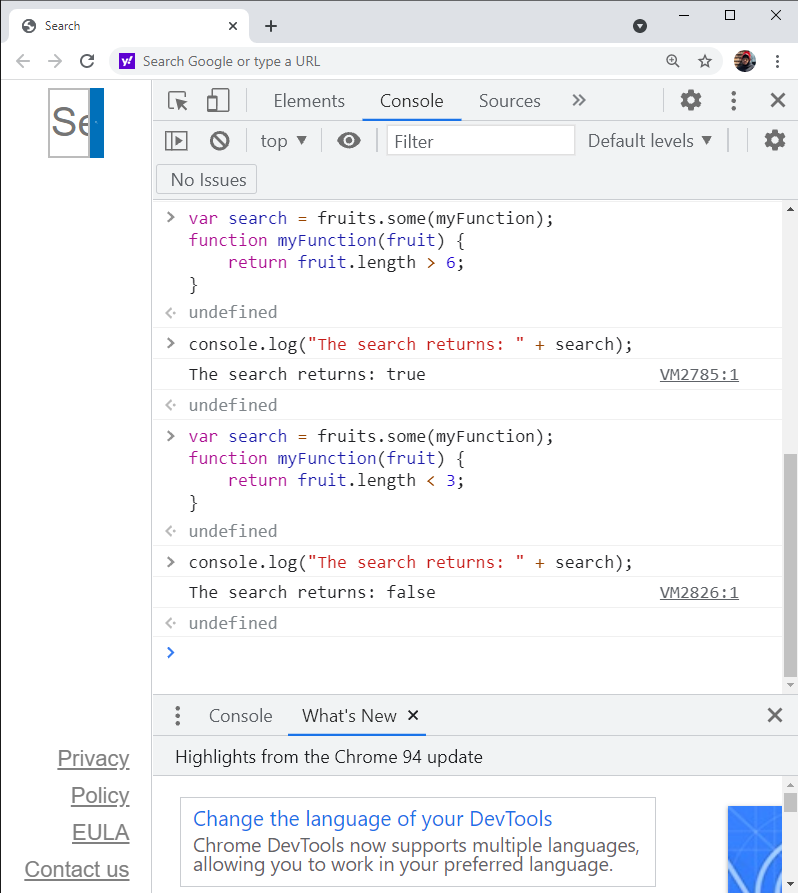 Search
Search Google or type a URL
Se
Elements Console Sources
top Filter Default levels
No Issues
var search = fruits.some(myFunction);
function myFunction(fruit) {
    return fruit.length > 6;
}
undefined
console.log("The search returns: " + search);
The search returns: true VM2785:1
undefined
var search = fruits.some(myFunction);
function myFunction(fruit) {
    return fruit.length < 3;
}
undefined
console.log("The search returns: " + search);
The search returns: false VM2826:1
undefined
Console What's New
Highlights from the Chrome 94 update
Change the language of your DevTools
Chrome DevTools now supports multiple languages,
allowing you to work in your preferred language.
Privacy
Policy
EULA
Contact us